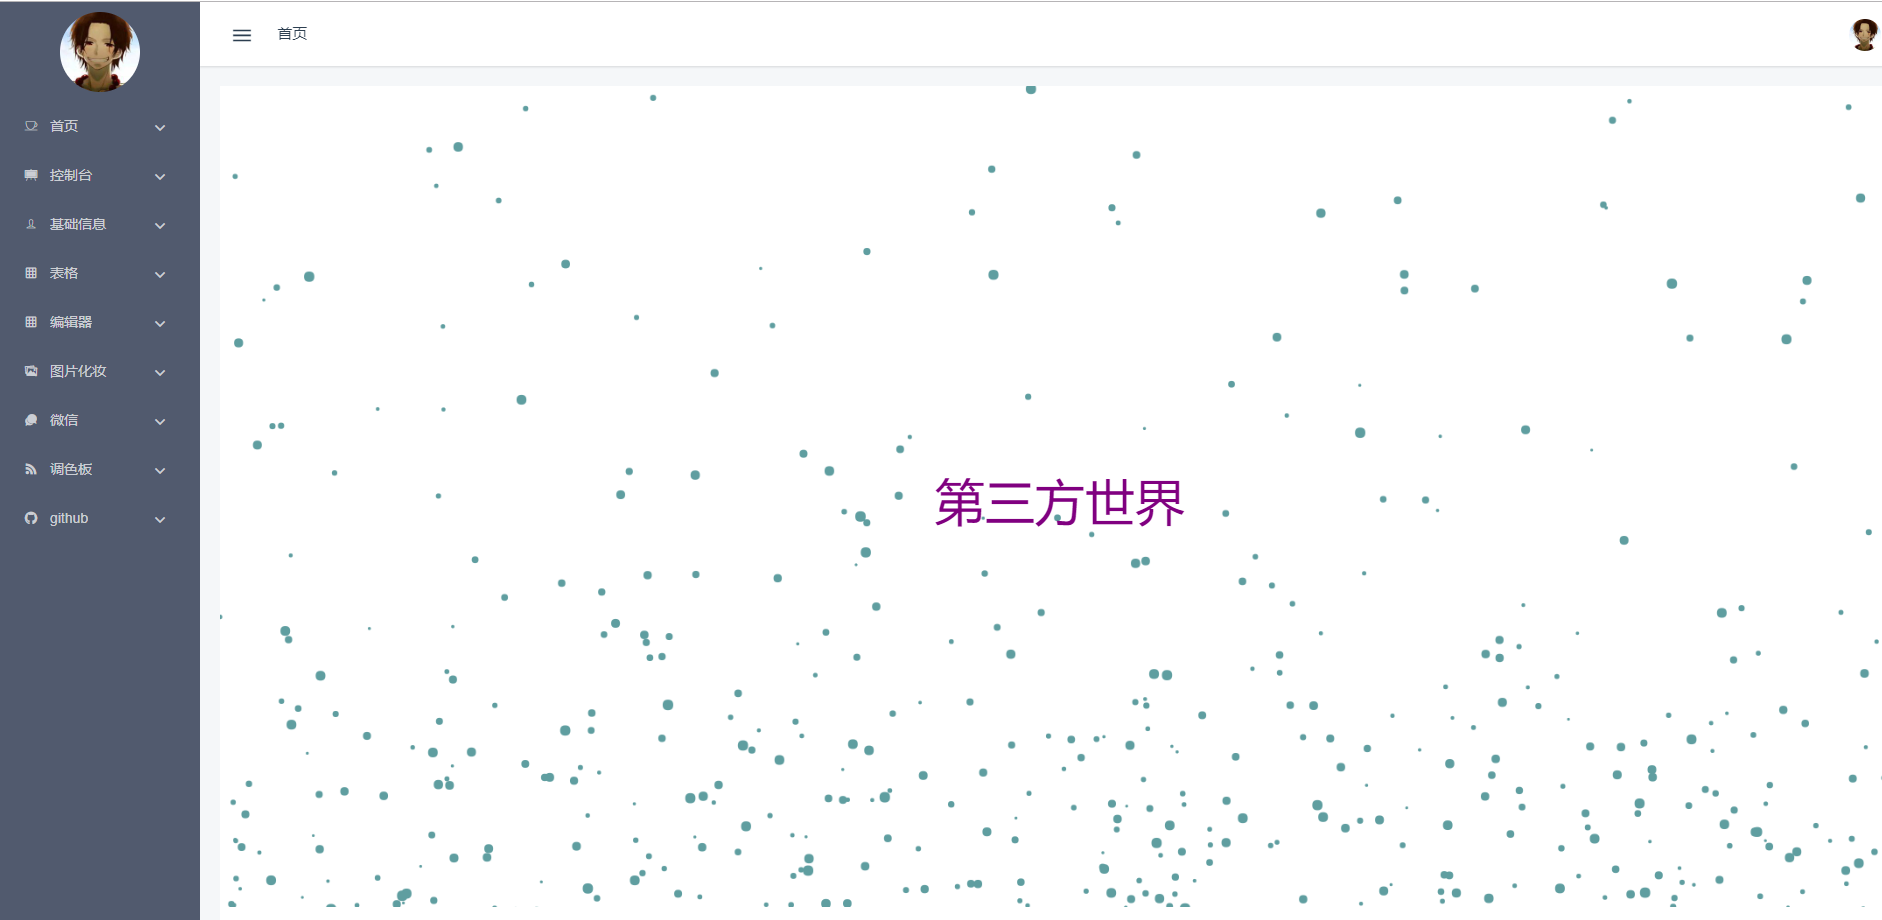 首页
首页
控制台
基础信息
表格
编辑器
图片化妆
微信
调色板
github
第三方世界